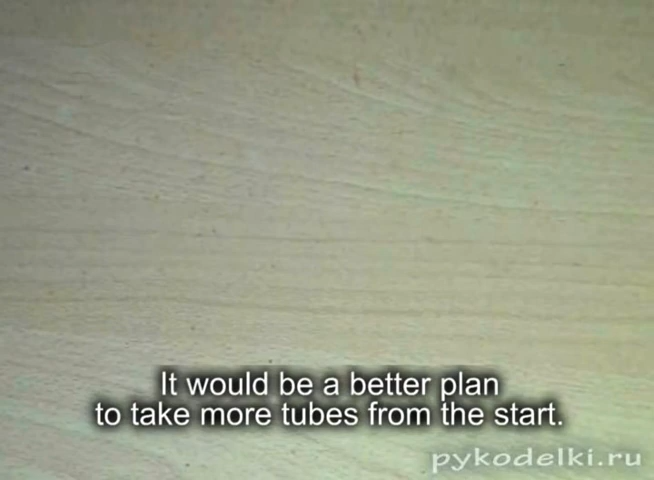 It would be a better plan
to take more tubes from the start.
pykodelki.ru